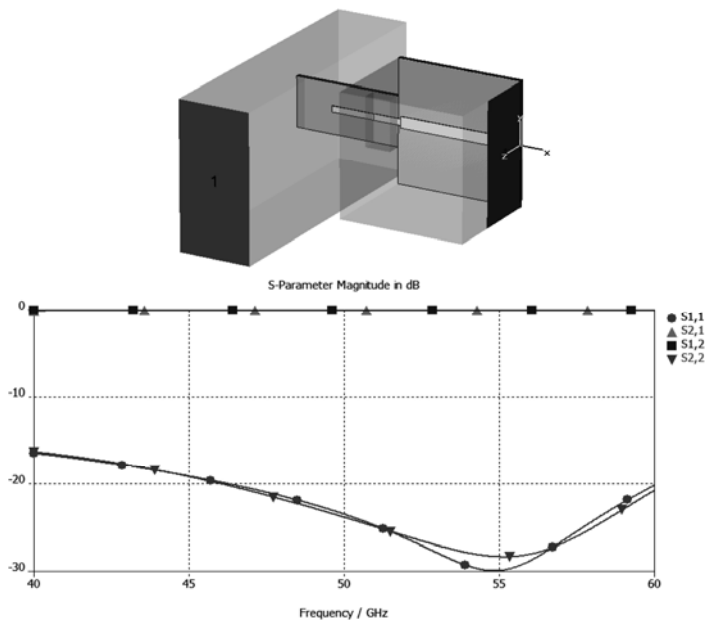 1
y
z
x
S-Parameter Magnitude in dB
0
-10
-20
-30
40
45
50
55
60
Frequency / GHz
S1,1
S2,1
S1,2
S2,2